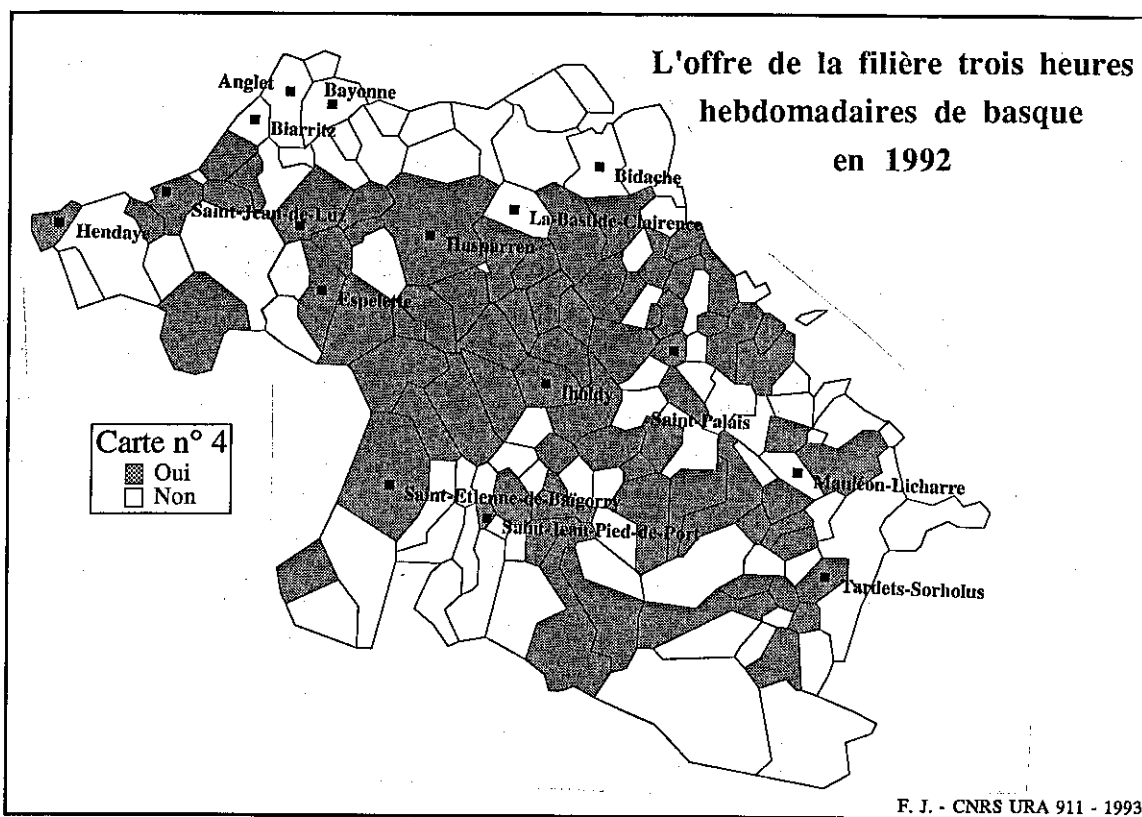 L'offre de la filière trois heures
hebdomadaires de basque
en 1992
Anglet
Bayonne
Biarritz
Bidache
Saint-Jean-de-Luz
La-Bastide-Clairence
Hendaye
Hasparren
Espelette
Iholdy
Saint-Palais
Carte n° 4
Oui
Non
Mauléon-Licharre
Saint-Etienne-de-Baïgorry
Saint-Jean-Pied-de-Port
Tardets-Sorholus
F. J. - CNRS URA 911 - 1993